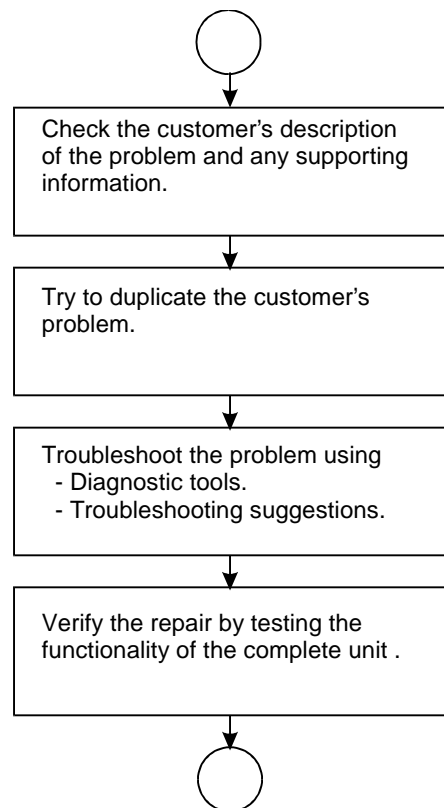 Check the customer’s description
of the problem and any supporting
information.
Try to duplicate the customer’s
problem.
Troubleshoot the problem using
- Diagnostic tools.
- Troubleshooting suggestions.
Verify the repair by testing the
functionality of the complete unit .